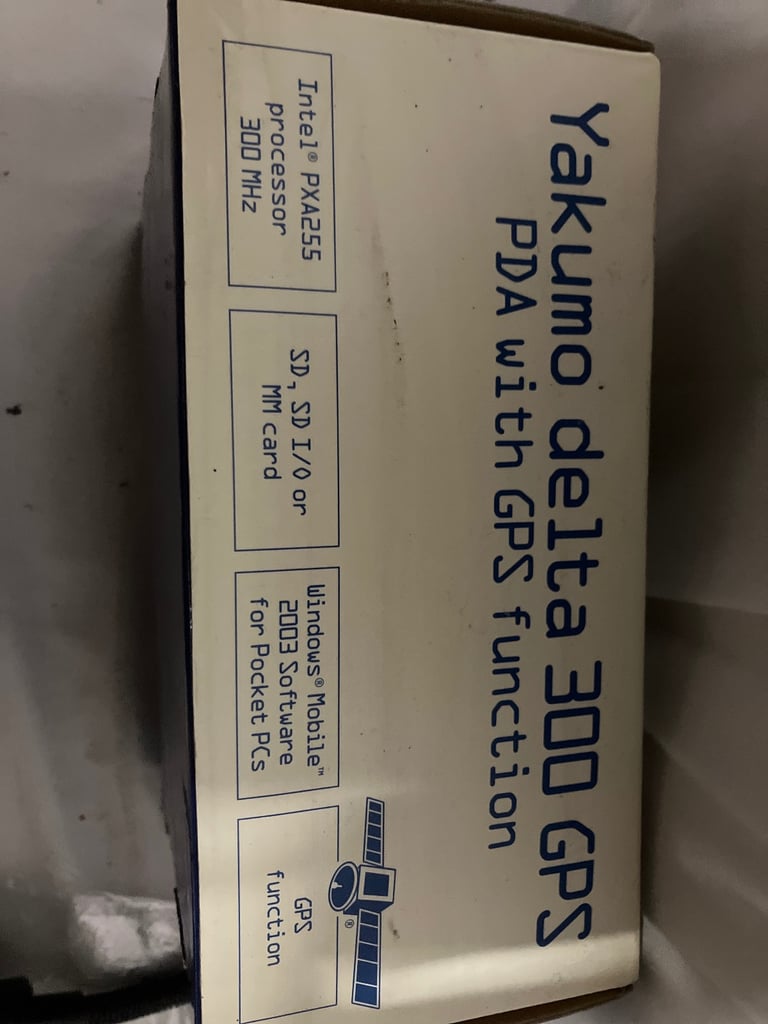 Yakumo delta 300 GPS
PDA with GPS function
Intel® PXA255
processor
300 MHz
SD, SD I/O or
MM card
Windows® Mobile™
2003 Software
for Pocket PCs
®
GPS
function